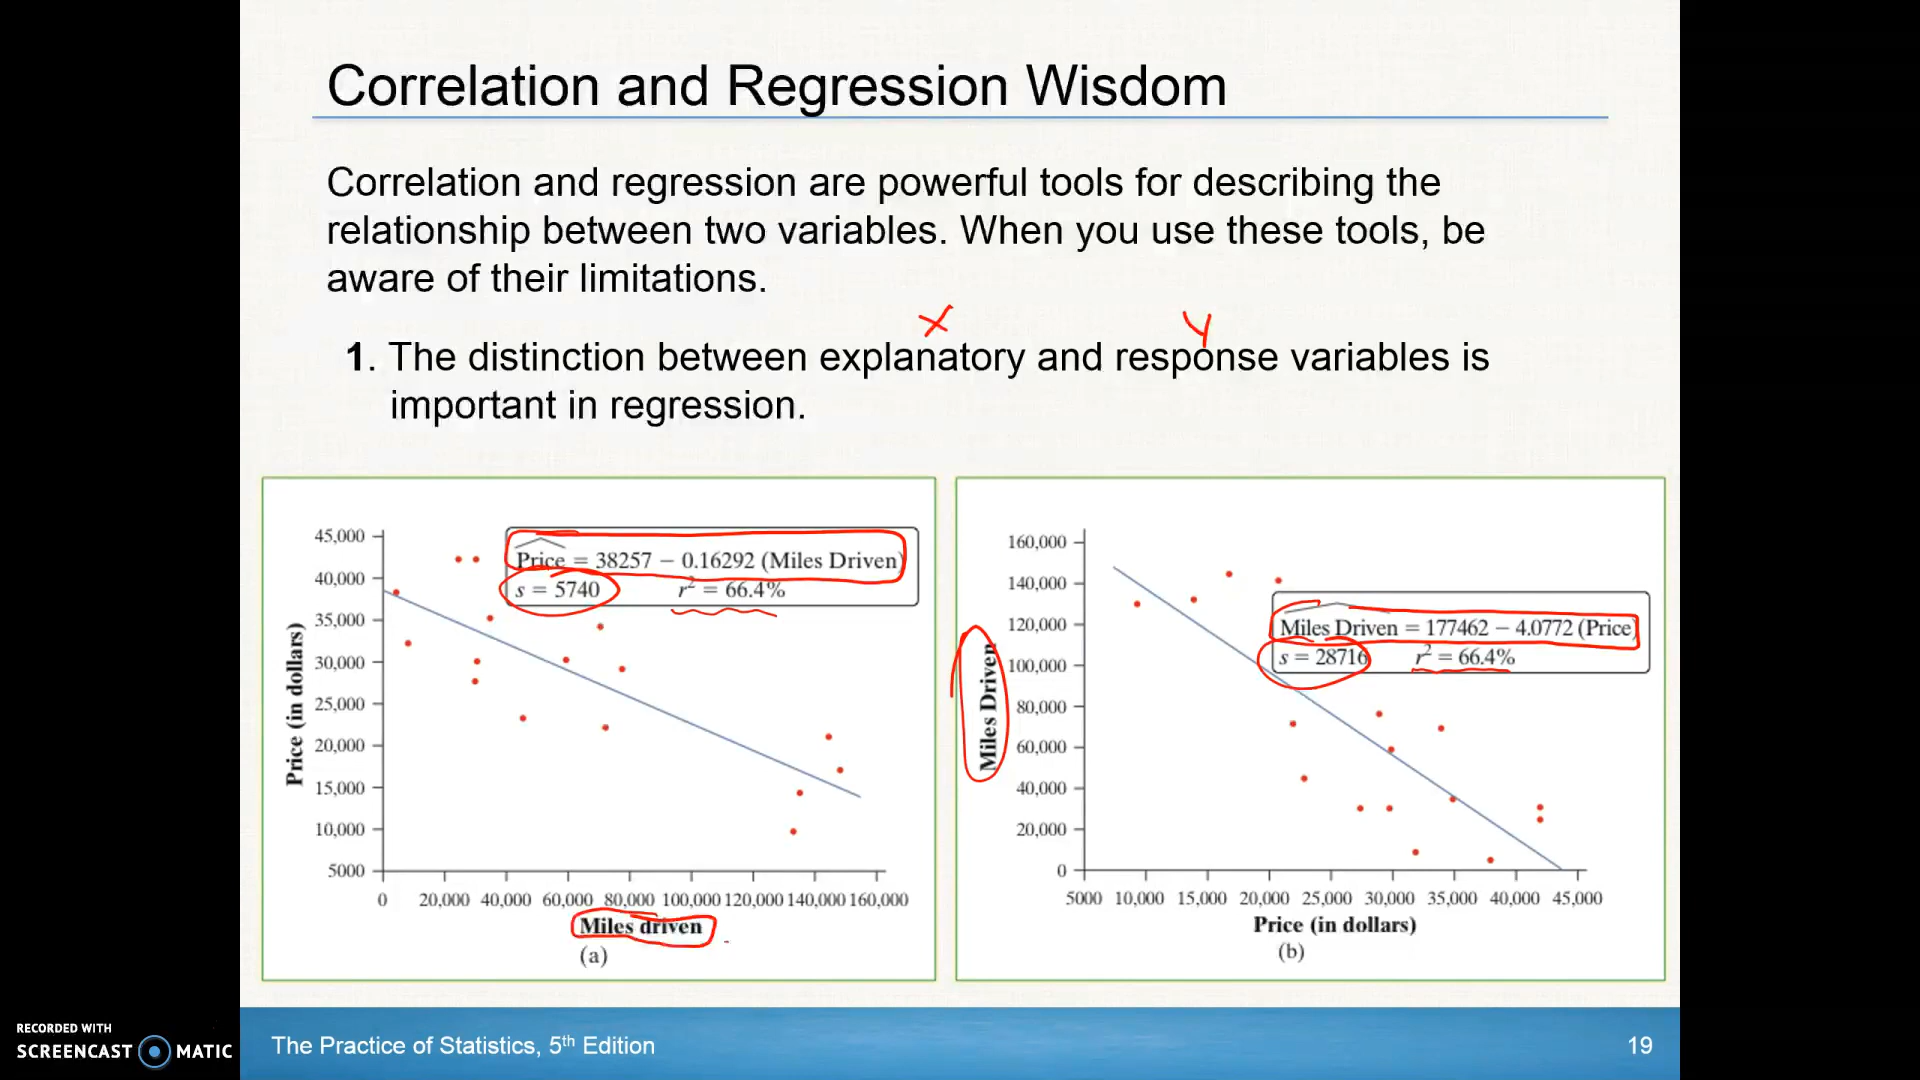 Correlation and Regression Wisdom
Correlation and regression are powerful tools for describing the
relationship between two variables. When you use these tools, be
aware of their limitations.
X
Y
1. The distinction between explanatory and response variables is
important in regression.
Price (in dollars)
45,000
40,000
35,000
30,000
25,000
20,000
15,000
10,000
5000
Price = 38257 − 0.16292 (Miles Driven)
s = 5740 r² = 66.4%
0 20,000 40,000 60,000 80,000 100,000 120,000 140,000 160,000
Miles driven
(a)
Miles Driven
160,000
140,000
120,000
100,000
80,000
60,000
40,000
20,000
0
Miles Driven = 177462 − 4.0772 (Price)
s = 28716 r² = 66.4%
5000 10,000 15,000 20,000 25,000 30,000 35,000 40,000 45,000
Price (in dollars)
(b)
The Practice of Statistics, 5th Edition
19
RECORDED WITH
SCREENCAST MATIC